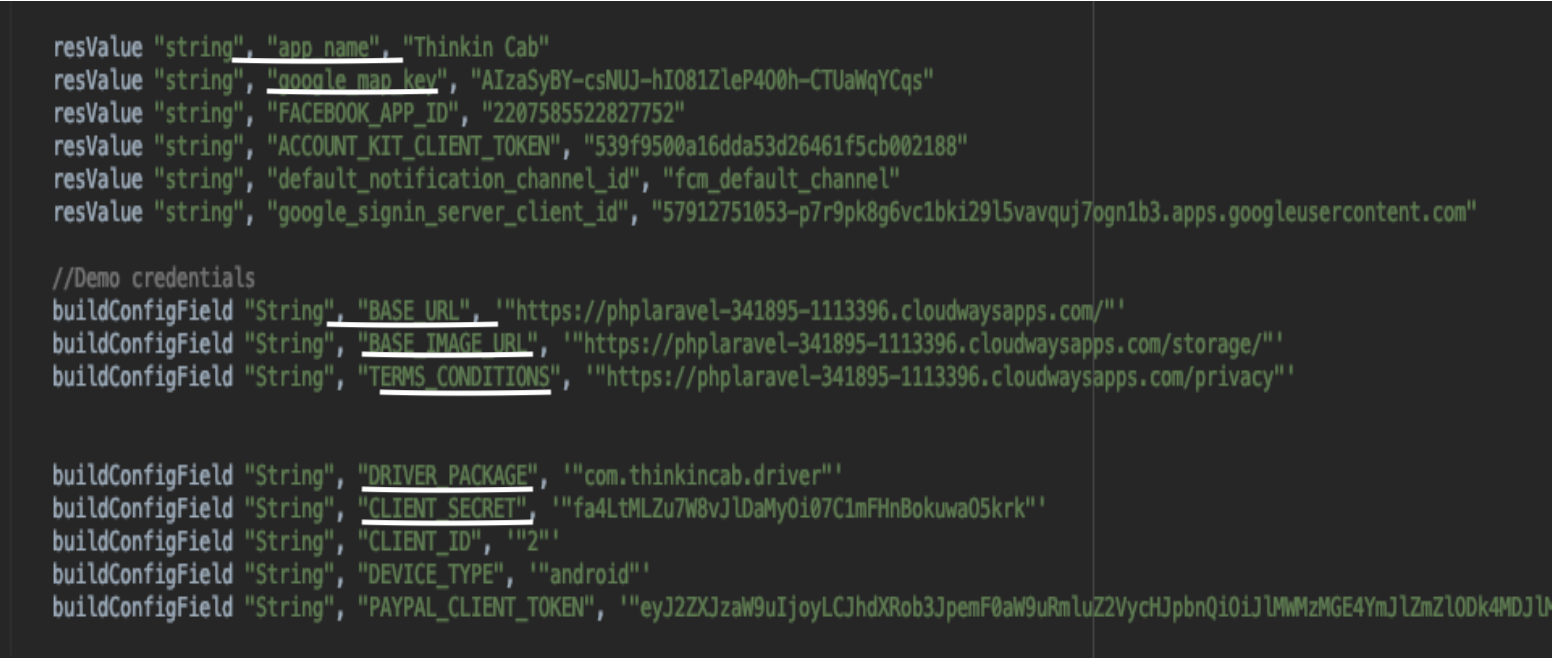 resValue "string", "app_name", "Thinkin Cab"
resValue "string", "google_map_key", "AIzaSyBY-csNUJ-hIO81ZleP4O0h-CTUaWqYCqs"
resValue "string", "FACEBOOK_APP_ID", "2207585522827752"
resValue "string", "ACCOUNT_KIT_CLIENT_TOKEN", "539f9500a16dda53d26461f5cb002188"
resValue "string", "default_notification_channel_id", "fcm_default_channel"
resValue "string", "google_signin_server_client_id", "57912751053-p7r9pk8g6vc1bki29l5vavquj7ogn1b3.apps.googleusercontent.com"
//Demo credentials
buildConfigField "String", "BASE_URL", '"https://phplaravel-341895-1113396.cloudwaysapps.com/"'
buildConfigField "String", "BASE_IMAGE_URL", '"https://phplaravel-341895-1113396.cloudwaysapps.com/storage/"'
buildConfigField "String", "TERMS_CONDITIONS", '"https://phplaravel-341895-1113396.cloudwaysapps.com/privacy"'
buildConfigField "String", "DRIVER_PACKAGE", '"com.thinkincab.driver"'
buildConfigField "String", "CLIENT_SECRET", '"fa4LtMLZu7W8vJlDaMyOi07C1mFHnBokuwaO5krk"'
buildConfigField "String", "CLIENT_ID", '"2"'
buildConfigField "String", "DEVICE_TYPE", '"android"'
buildConfigField "String", "PAYPAL_CLIENT_TOKEN", '"eyJ2ZXJzaW9uIjoyLCJhdXRob3JpemF0aW9uRmluZ2VycHJpbnQiOiJlMWMzMGE4YmJlZmZlODk4MDJlM